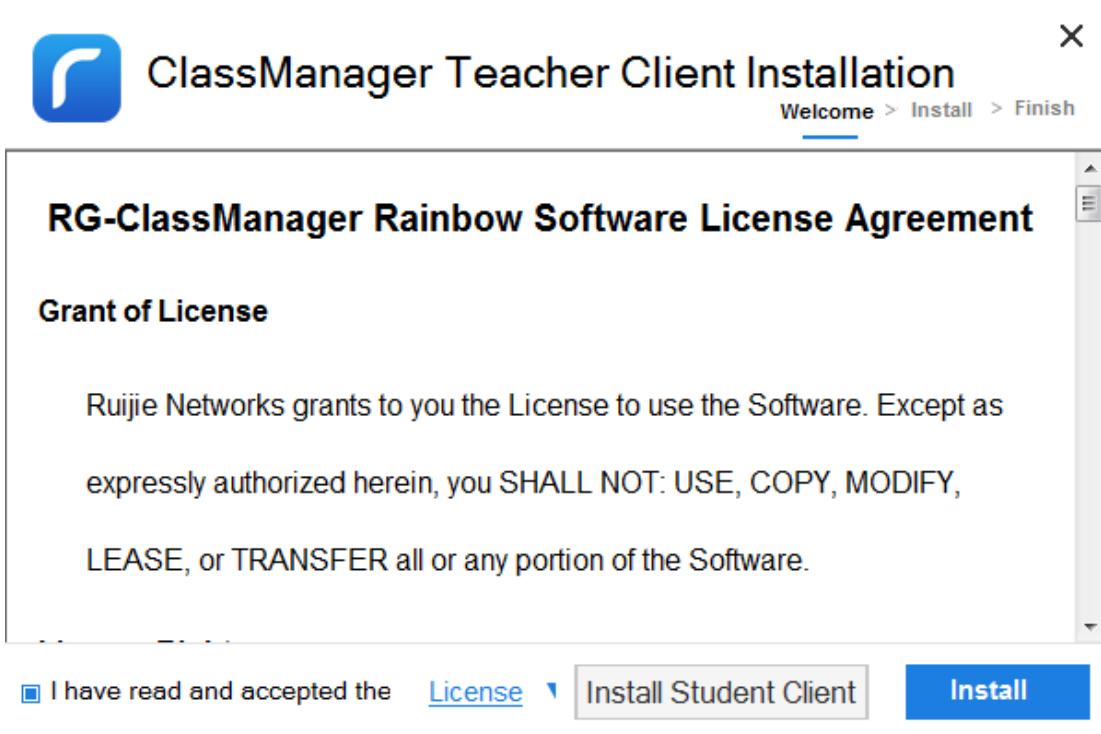 ClassManager Teacher Client Installation
Welcome > Install > Finish
RG-ClassManager Rainbow Software License Agreement
Grant of License
Ruijie Networks grants to you the License to use the Software. Except as
expressly authorized herein, you SHALL NOT: USE, COPY, MODIFY,
LEASE, or TRANSFER all or any portion of the Software.
I have read and accepted the License Install Student Client Install